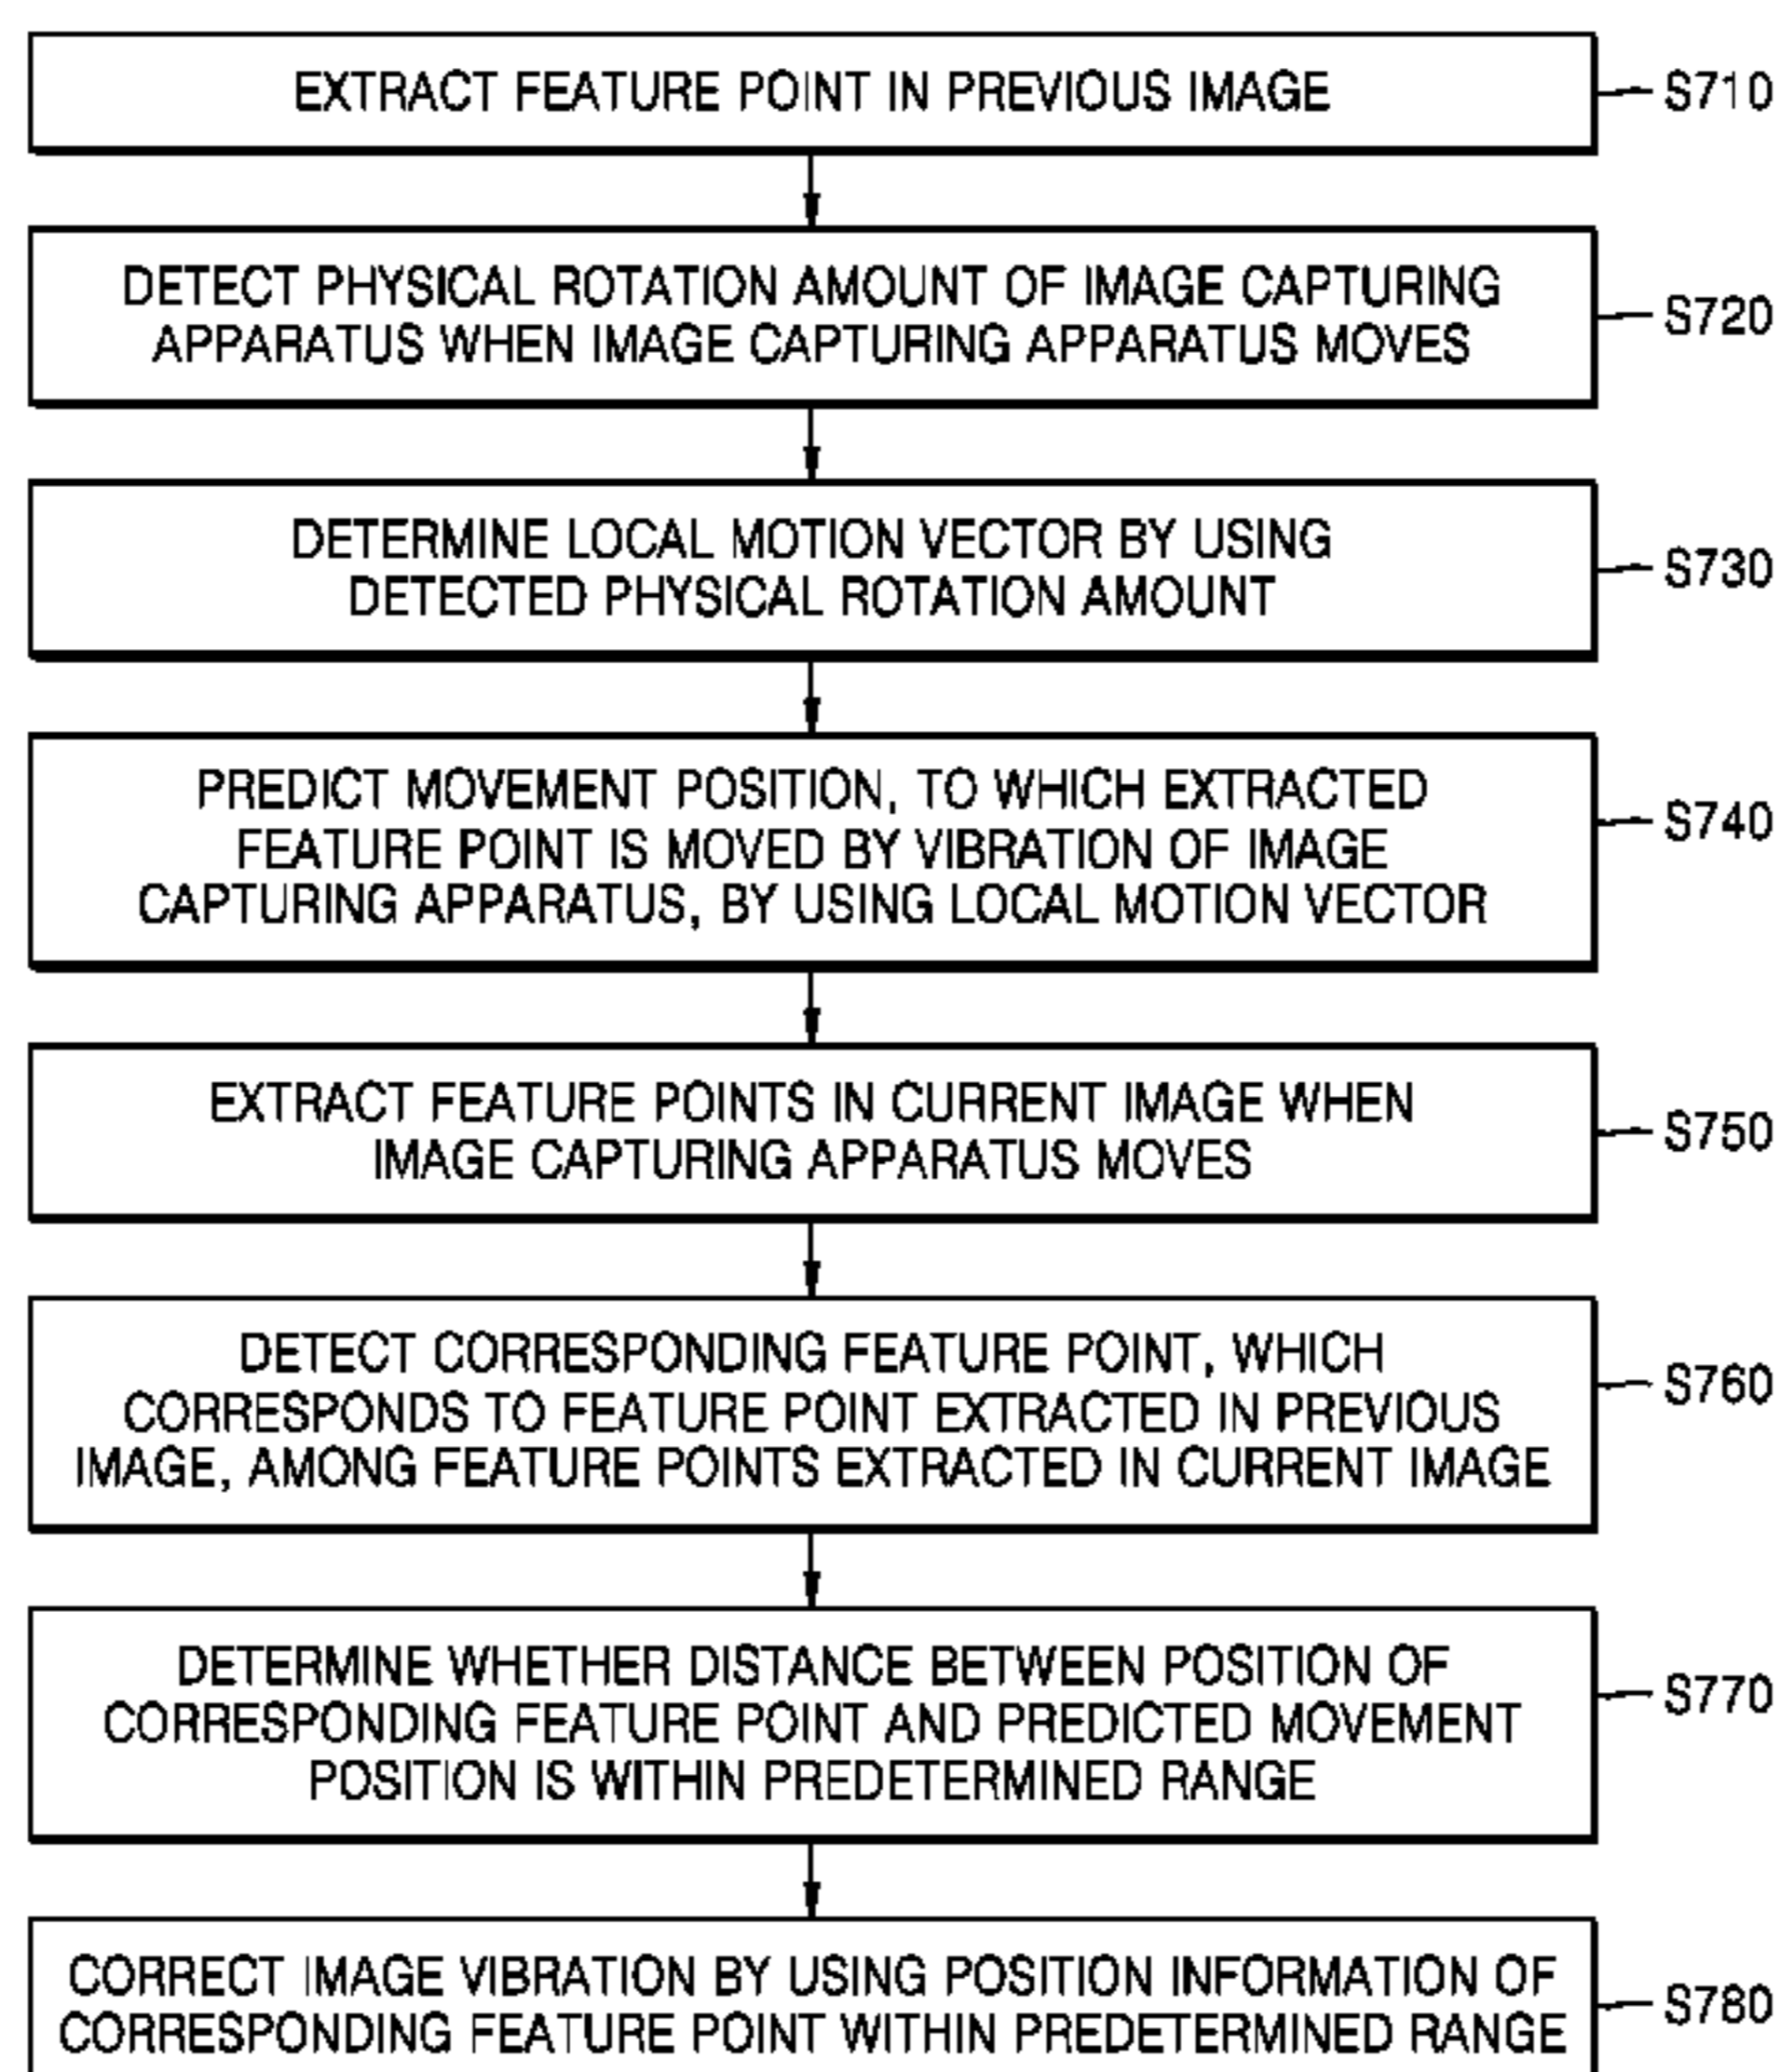 EXTRACT FEATURE POINT IN PREVIOUS IMAGE
S710
DETECT PHYSICAL ROTATION AMOUNT OF IMAGE CAPTURING
APPARATUS WHEN IMAGE CAPTURING APPARATUS MOVES
S720
DETERMINE LOCAL MOTION VECTOR BY USING
DETECTED PHYSICAL ROTATION AMOUNT
S730
PREDICT MOVEMENT POSITION, TO WHICH EXTRACTED
FEATURE POINT IS MOVED BY VIBRATION OF IMAGE
CAPTURING APPARATUS, BY USING LOCAL MOTION VECTOR
S740
EXTRACT FEATURE POINTS IN CURRENT IMAGE WHEN
IMAGE CAPTURING APPARATUS MOVES
S750
DETECT CORRESPONDING FEATURE POINT, WHICH
CORRESPONDS TO FEATURE POINT EXTRACTED IN PREVIOUS
IMAGE, AMONG FEATURE POINTS EXTRACTED IN CURRENT IMAGE
S760
DETERMINE WHETHER DISTANCE BETWEEN POSITION OF
CORRESPONDING FEATURE POINT AND PREDICTED MOVEMENT
POSITION IS WITHIN PREDETERMINED RANGE
S770
CORRECT IMAGE VIBRATION BY USING POSITION INFORMATION OF
CORRESPONDING FEATURE POINT WITHIN PREDETERMINED RANGE
S780